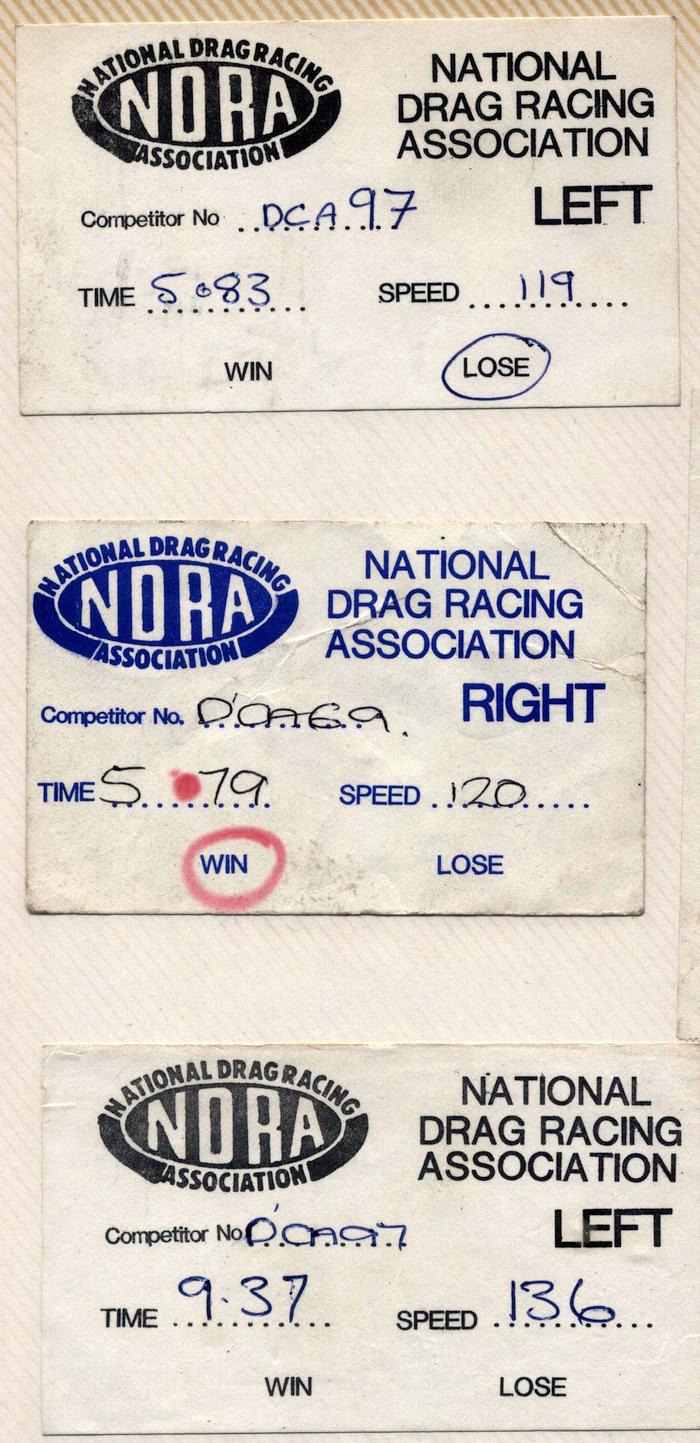 NATIONAL DRAG RACING
NDRA
ASSOCIATION
NATIONAL
DRAG RACING
ASSOCIATION
Competitor No DCA97
LEFT
TIME 5.83 SPEED 119
WIN LOSE
NATIONAL DRAG RACING
NDRA
ASSOCIATION
NATIONAL
DRAG RACING
ASSOCIATION
Competitor No. D'CA69.
RIGHT
TIME 5.79 SPEED 120
WIN LOSE
NATIONAL DRAG RACING
NDRA
ASSOCIATION
NATIONAL
DRAG RACING
ASSOCIATION
Competitor No D'CA97
LEFT
TIME 9.37 SPEED 136
WIN LOSE